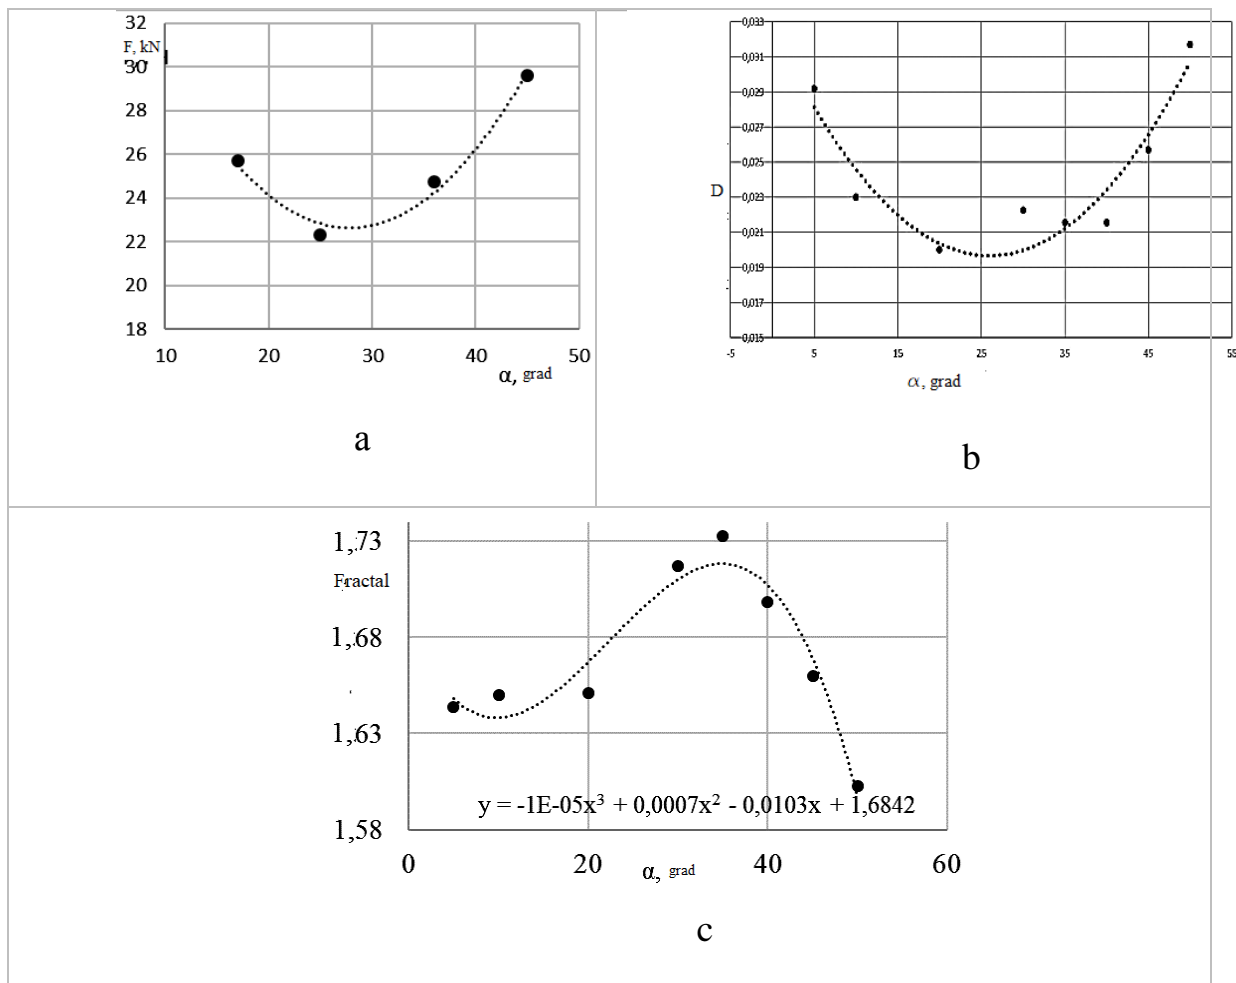 32
F, kN
30
28
26
24
22
20
18
10 20 30 40 50
α, grad
a
0,033
0,031
0,029
0,027
0,025
D 0,023
0,021
0,019
0,017
0,015
-5 5 15 25 35 45 55
α, grad
b
1,73
Fractal
1,68
1,63
y = -1E-05x³ + 0,0007x² - 0,0103x + 1,6842
1,58
0 20 40 60
α, grad
c